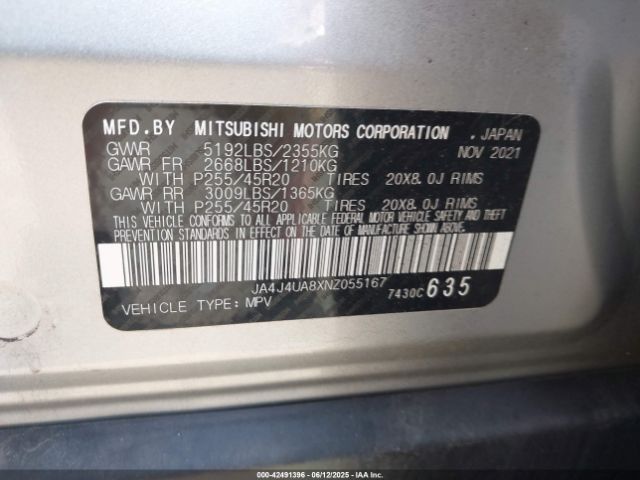 MFD.BY MITSUBISHI MOTORS CORPORATION . JAPAN
GVWR 5192LBS/2355KG NOV 2021
GAWR FR 2668LBS/1210KG
WITH P255/45R20 TIRES 20X8.0J RIMS
GAWR RR 3009LBS/1365KG
WITH P255/45R20 TIRES 20X8.0J RIMS
THIS VEHICLE CONFORMS TO ALL APPLICABLE FEDERAL MOTOR VEHICLE SAFETY AND THEFT
PREVENTION STANDARDS IN EFFECT ON THE DATE OF MANUFACTURE SHOWN ABOVE.
JA4J4UA8XNZ055167
VEHICLE TYPE: MPV 7430C 635
IAA ~ 42491396 ~ 06/12/2025 ~ IAAI.COM